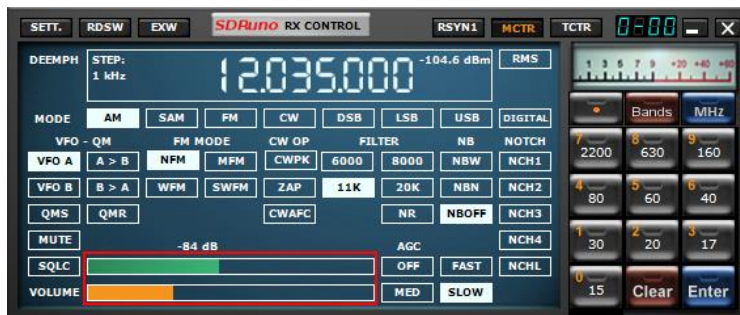 SETT. RDSW EXW SDRuno RX CONTROL RSYN1 MCTR TCTR 0-80
DEEMPH STEP: 1 kHz 12.035.000 -104.6 dBm RMS
1 3 5 7 9 +20 +40 +60
MODE AM SAM FM CW DSB LSB USB DIGITAL
Bands MHz
VFO - QM FM MODE CW OP FILTER NB NOTCH
VFO A A > B NFM MFM CWPK 6000 8000 NBW NCH1
7 2200 8 630 9 160
VFO B B > A WFM SWFM ZAP 11K 20K NBN NCH2
4 80 5 60 6 40
QMS QMR CWAFC NR NBOFF NCH3
MUTE -84 dB AGC NCH4
1 30 2 20 3 17
SQLC OFF FAST NCHL
VOLUME MED SLOW
0 15 Clear Enter